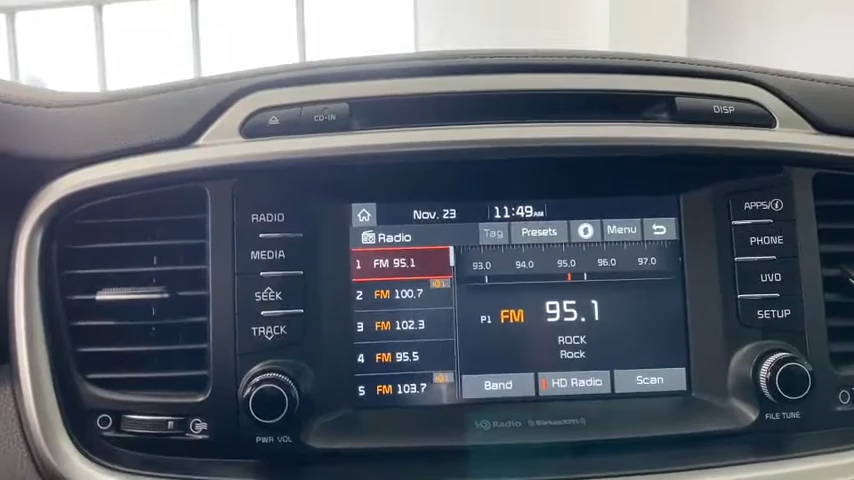 CD-IN
DISP
RADIO
MEDIA
SEEK
TRACK
PWR VOL
Nov. 23 11:49AM
Radio Tag Presets Menu
1 FM 95.1
2 FM 100.7
3 FM 102.3
4 FM 95.5
5 FM 103.7
93.0 94.0 95.0 96.0 97.0
P1 FM 95.1
ROCK
ROCK
Band HD Radio Scan
HD Radio SiriusXM
APPS/i
PHONE
UVO
SETUP
FILE TUNE